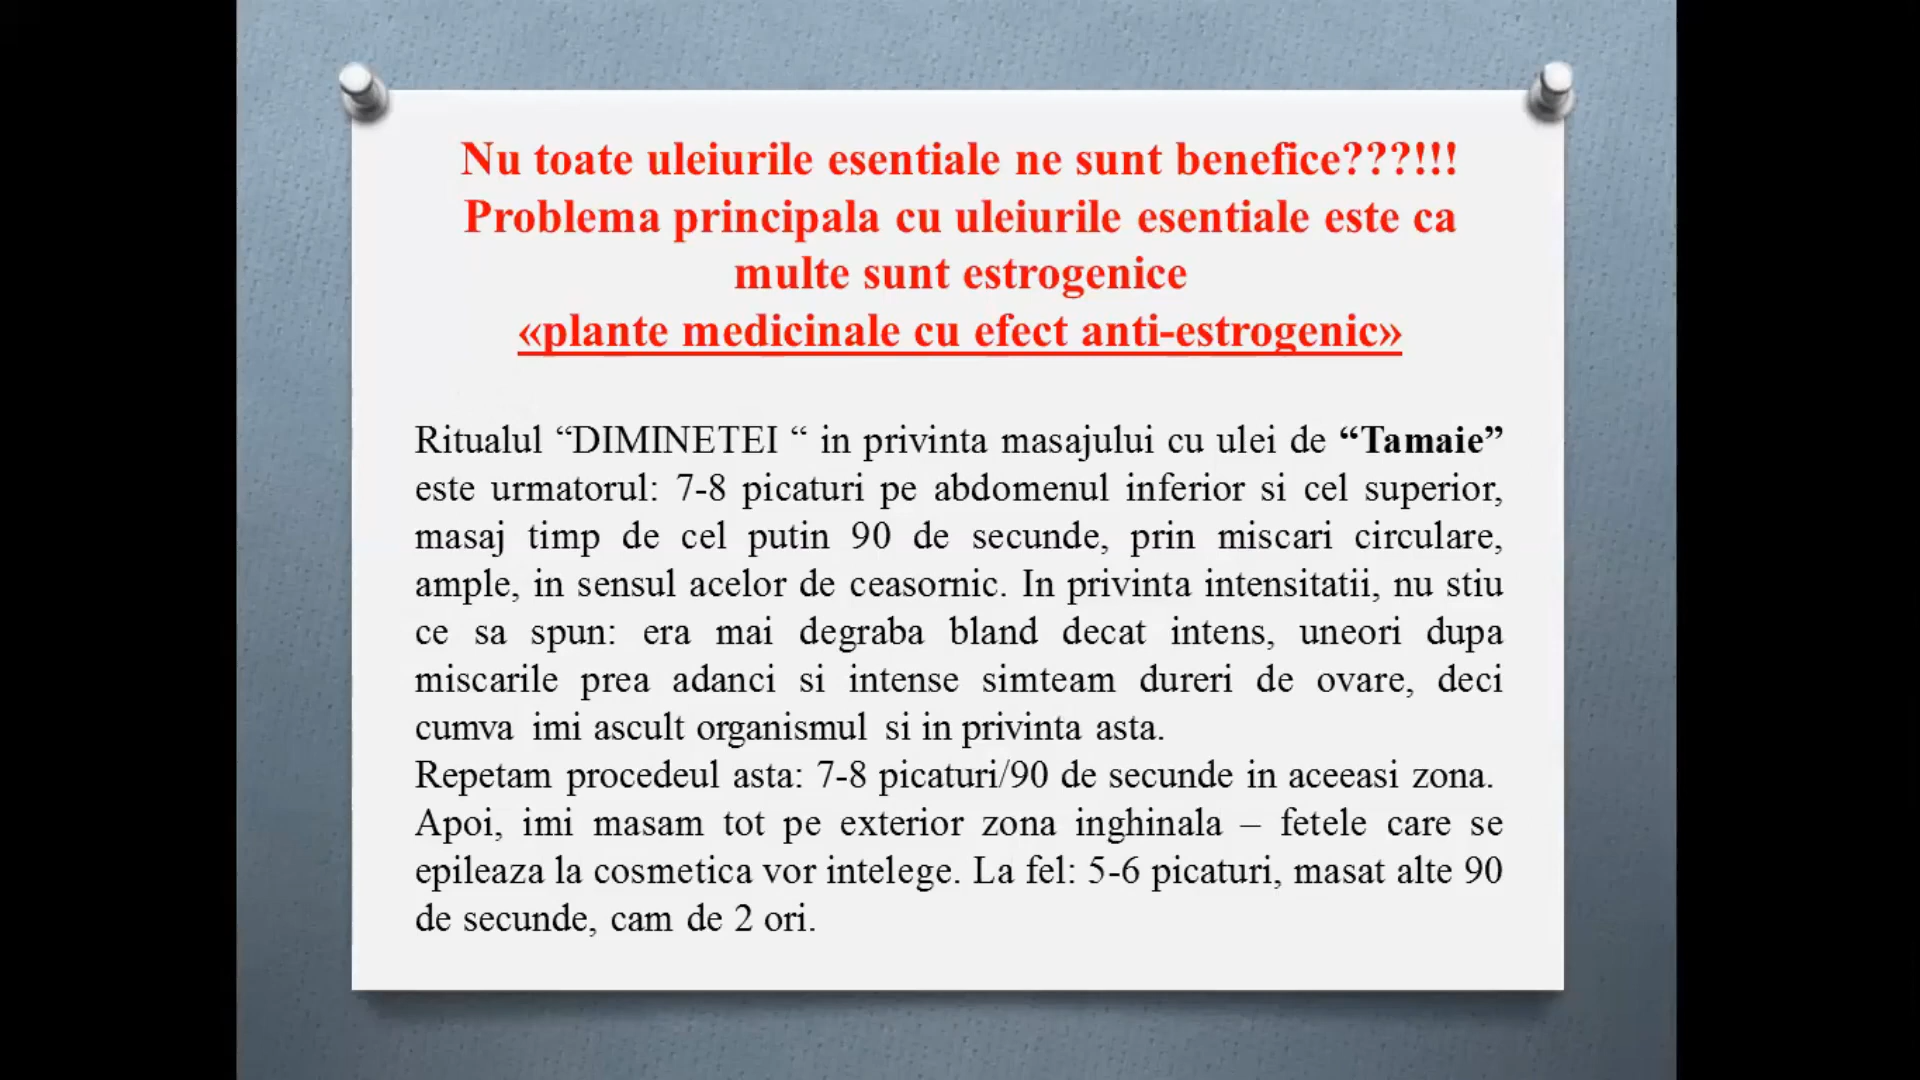 Nu toate uleiurile esentiale ne sunt benefice???!!!
Problema principala cu uleiurile esentiale este ca
multe sunt estrogenice
«plante medicinale cu efect anti-estrogenic»
Ritualul “DIMINETEI “ in privinta masajului cu ulei de “Tamaie”
este urmatorul: 7-8 picaturi pe abdomenul inferior si cel superior,
masaj timp de cel putin 90 de secunde, prin miscari circulare,
ample, in sensul acelor de ceasornic. In privinta intensitatii, nu stiu
ce sa spun: era mai degraba bland decat intens, uneori dupa
miscarile prea adanci si intense simteam dureri de ovare, deci
cumva imi ascult organismul si in privinta asta.
Repetam procedeul asta: 7-8 picaturi/90 de secunde in aceeasi zona.
Apoi, imi masam tot pe exterior zona inghinala – fetele care se
epileaza la cosmetica vor intelege. La fel: 5-6 picaturi, masat alte 90
de secunde, cam de 2 ori.